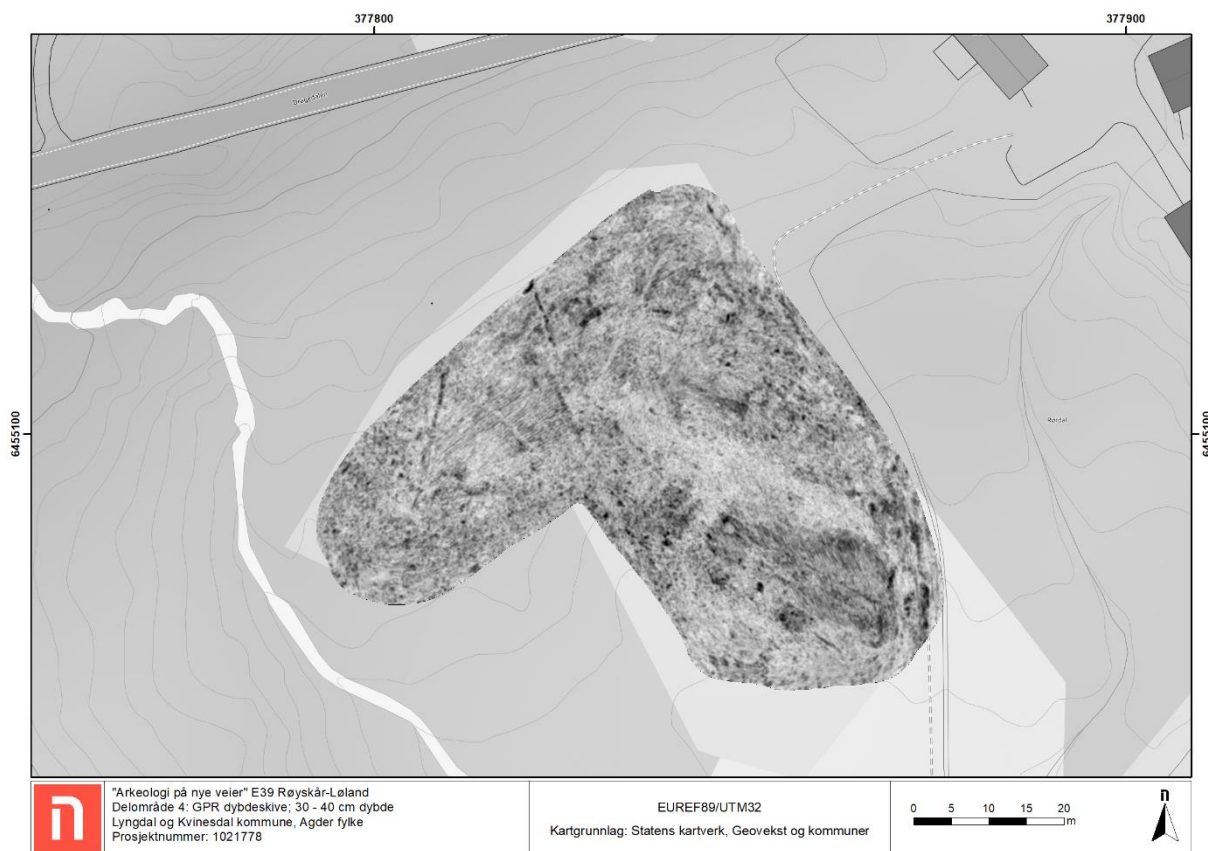 377800
377900
Drøgedalen
6455100
6455100
Rørdal
n
"Arkeologi på nye veier" E39 Røyskår-Løland
Delområde 4: GPR dybdeskive; 30 - 40 cm dybde
Lyngdal og Kvinesdal kommune, Agder fylke
Prosjektnummer: 1021778
EUREF89/UTM32
Kartgrunnlag: Statens kartverk, Geovekst og kommuner
0 5 10 15 20
m
n